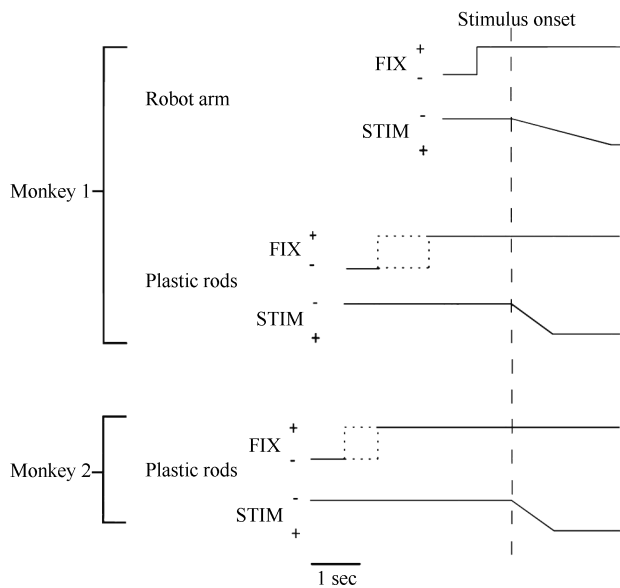 Stimulus onset
+
FIX
-
Robot arm
-
STIM
+
Monkey 1
+
FIX
-
Plastic rods
-
STIM
+
+
FIX
-
Monkey 2
Plastic rods
-
STIM
+
1 sec